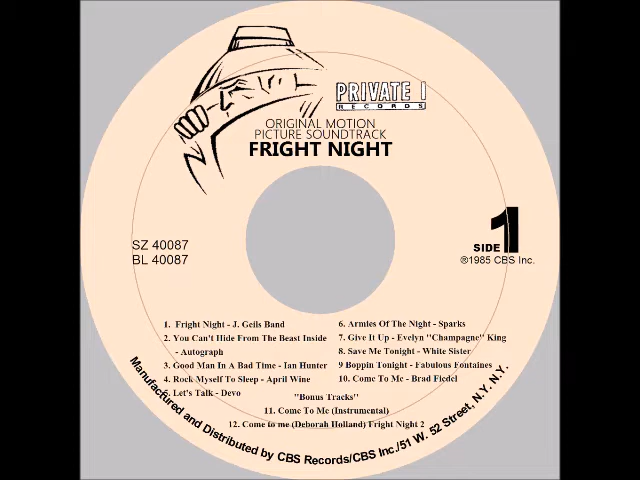 PRIVATE I
RECORDS
ORIGINAL MOTION
PICTURE SOUNDTRACK
FRIGHT NIGHT
SZ 40087
BL 40087
SIDE 1
℗1985 CBS Inc.
1. Fright Night - J. Geils Band
2. You Can't Hide From The Beast Inside
- Autograph
3. Good Man In A Bad Time - Ian Hunter
4. Rock Myself To Sleep - April Wine
5. Let's Talk - Devo
6. Armies Of The Night - Sparks
7. Give It Up - Evelyn "Champagne" King
8. Save Me Tonight - White Sister
9 Boppin Tonight - Fabulous Fontaines
10. Come To Me - Brad Fiedel
"Bonus Tracks"
11. Come To Me (Instrumental)
12. Come to me (Deborah Holland) Fright Night 2
Manufactured and Distributed by CBS Records/CBS Inc./51 W. 52 Street, N.Y. N.Y.